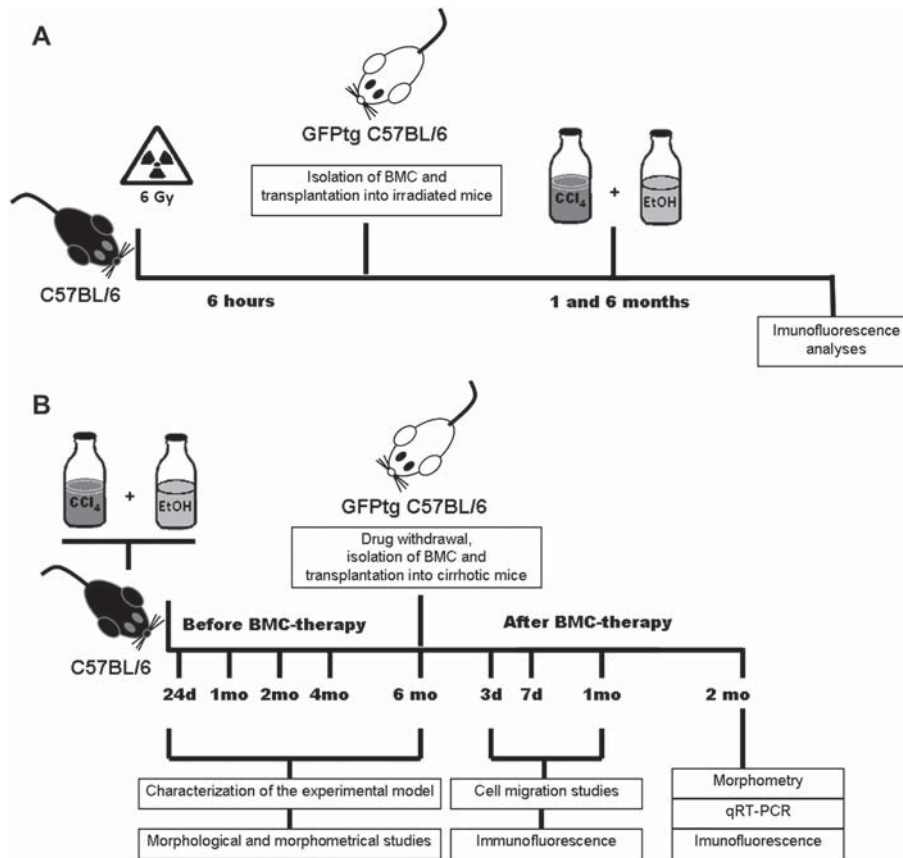 A
GFPtg C57BL/6
6 Gy
Isolation of BMC and
transplantation into irradiated mice
CCl4
+
EtOH
C57BL/6
6 hours
1 and 6 months
Imunofluorescence
analyses
B
CCl4
+
EtOH
GFPtg C57BL/6
Drug withdrawal,
isolation of BMC and
transplantation into cirrhotic mice
Before BMC-therapy
After BMC-therapy
C57BL/6
24d 1mo 2mo 4mo 6 mo 3d 7d 1mo 2 mo
Characterization of the experimental model
Cell migration studies
Morphometry
qRT-PCR
Morphological and morphometrical studies
Immunofluorescence
Imunofluorescence